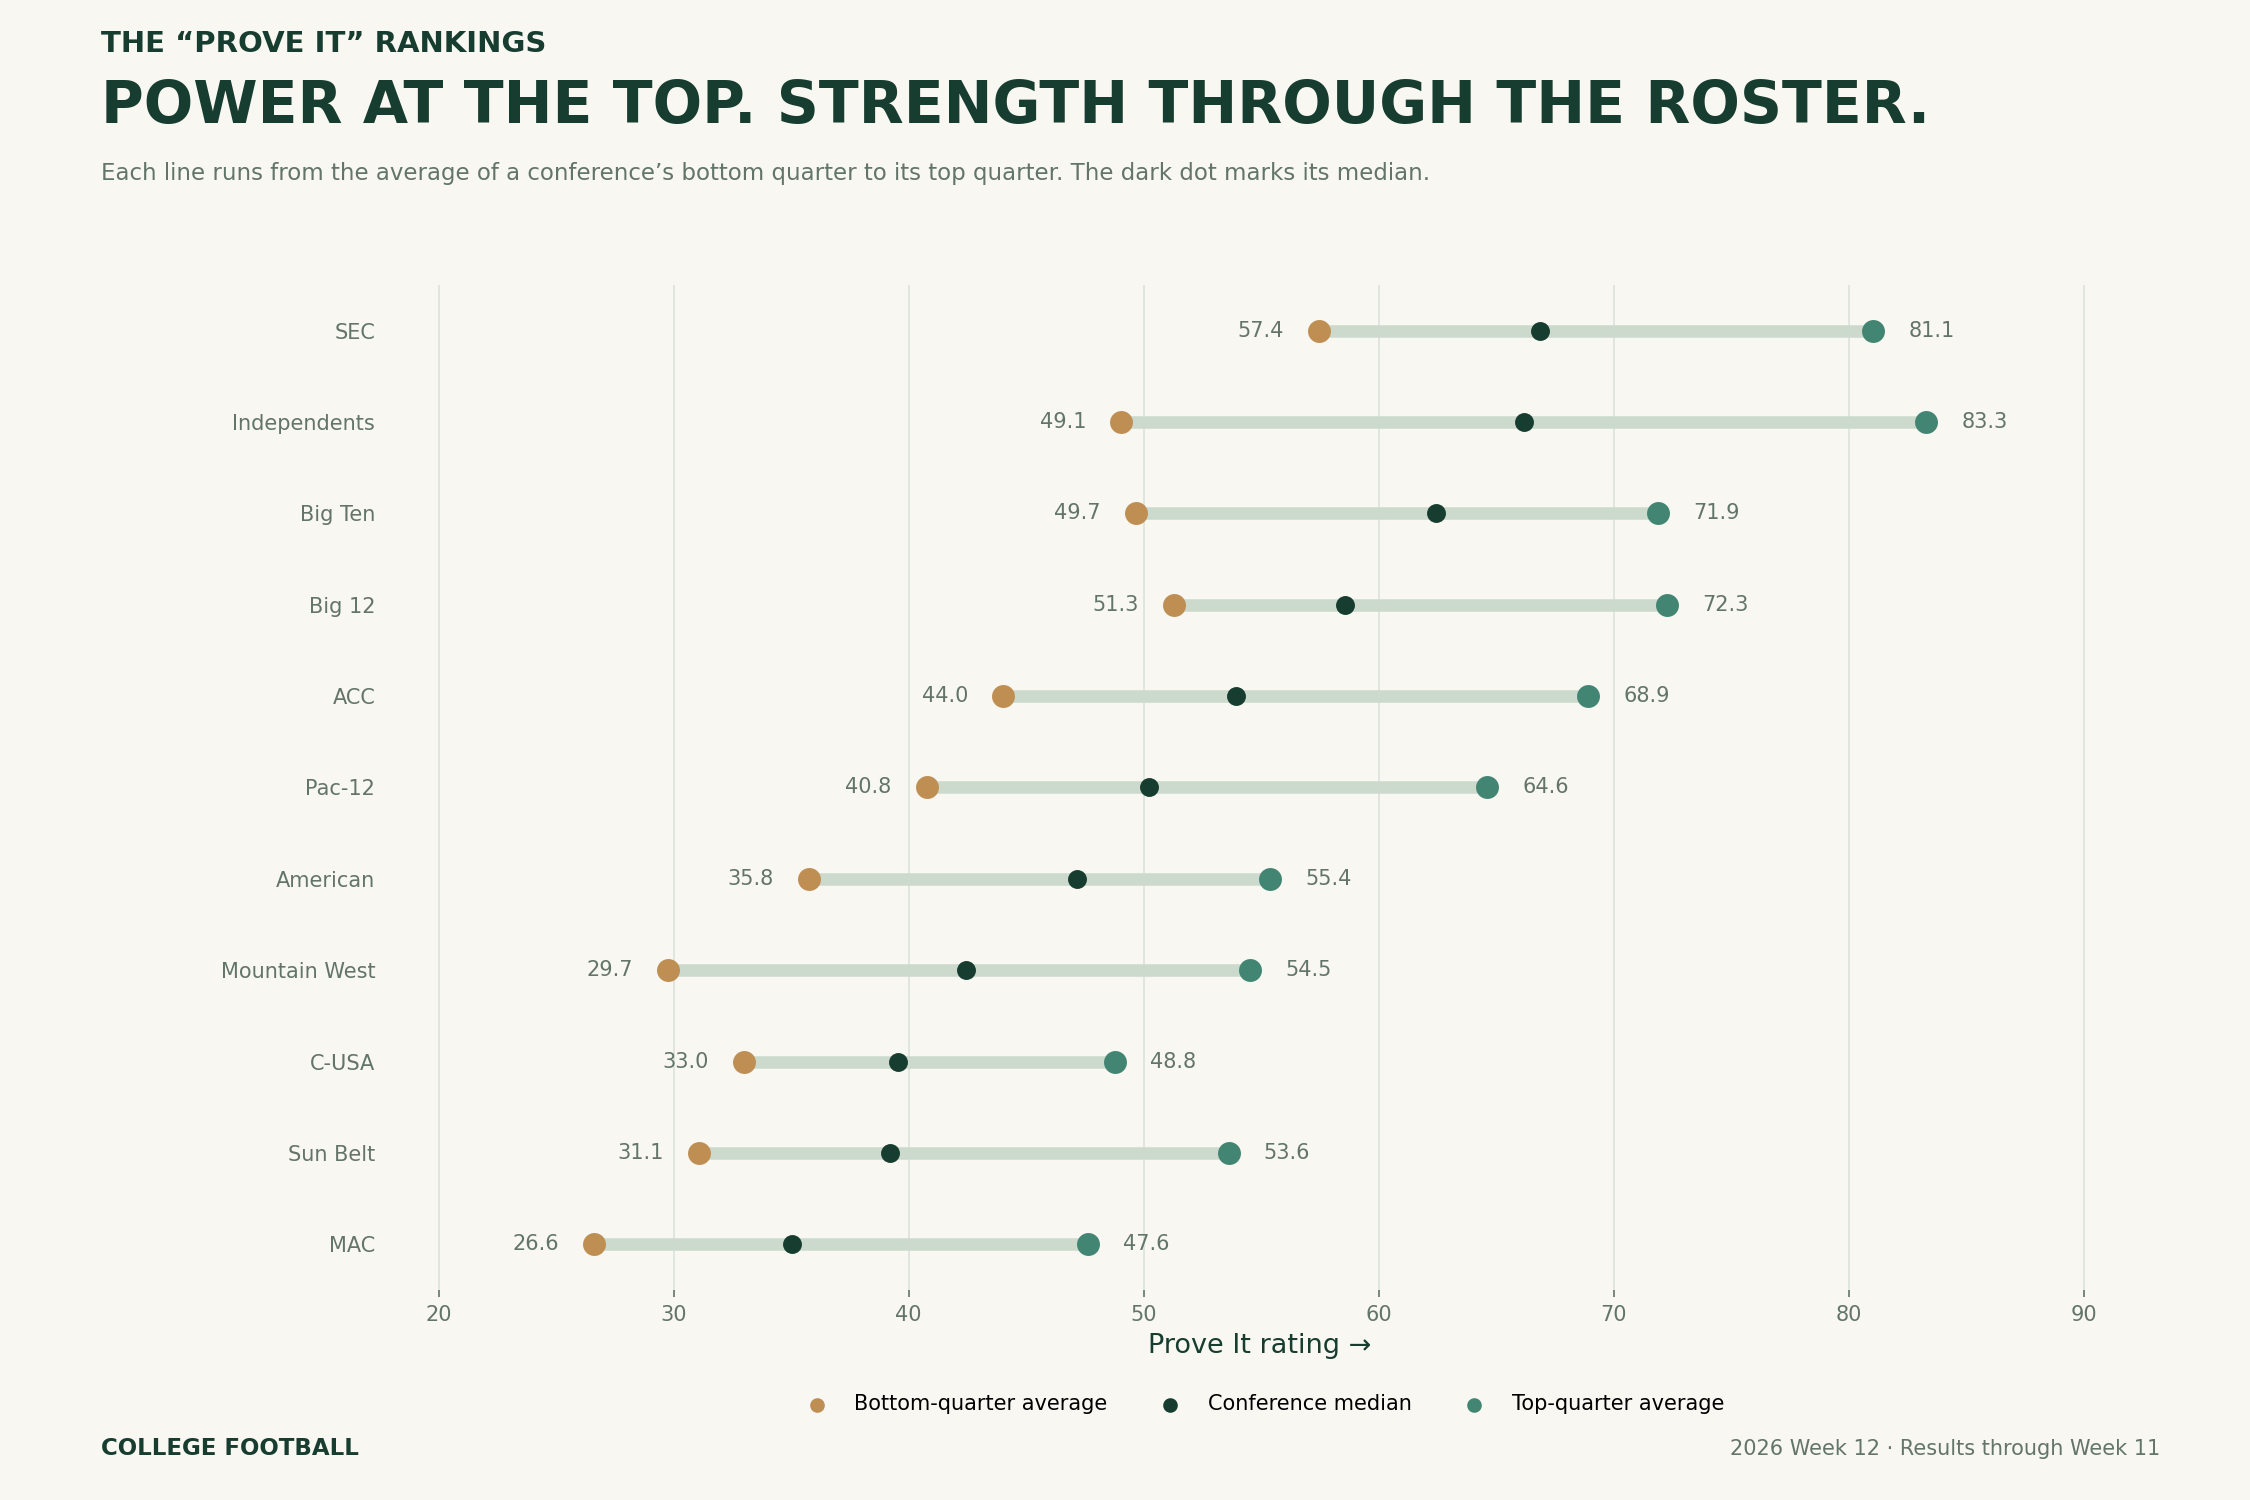 THE “PROVE IT” RANKINGS
POWER AT THE TOP. STRENGTH THROUGH THE ROSTER.
Each line runs from the average of a conference’s bottom quarter to its top quarter. The dark dot marks its median.
SEC 57.4 81.1
Independents 49.1 83.3
Big Ten 49.7 71.9
Big 12 51.3 72.3
ACC 44.0 68.9
Pac-12 40.8 64.6
American 35.8 55.4
Mountain West 29.7 54.5
C-USA 33.0 48.8
Sun Belt 31.1 53.6
MAC 26.6 47.6
20 30 40 50 60 70 80 90
Prove It rating →
Bottom-quarter average Conference median Top-quarter average
COLLEGE FOOTBALL 2026 Week 12 · Results through Week 11